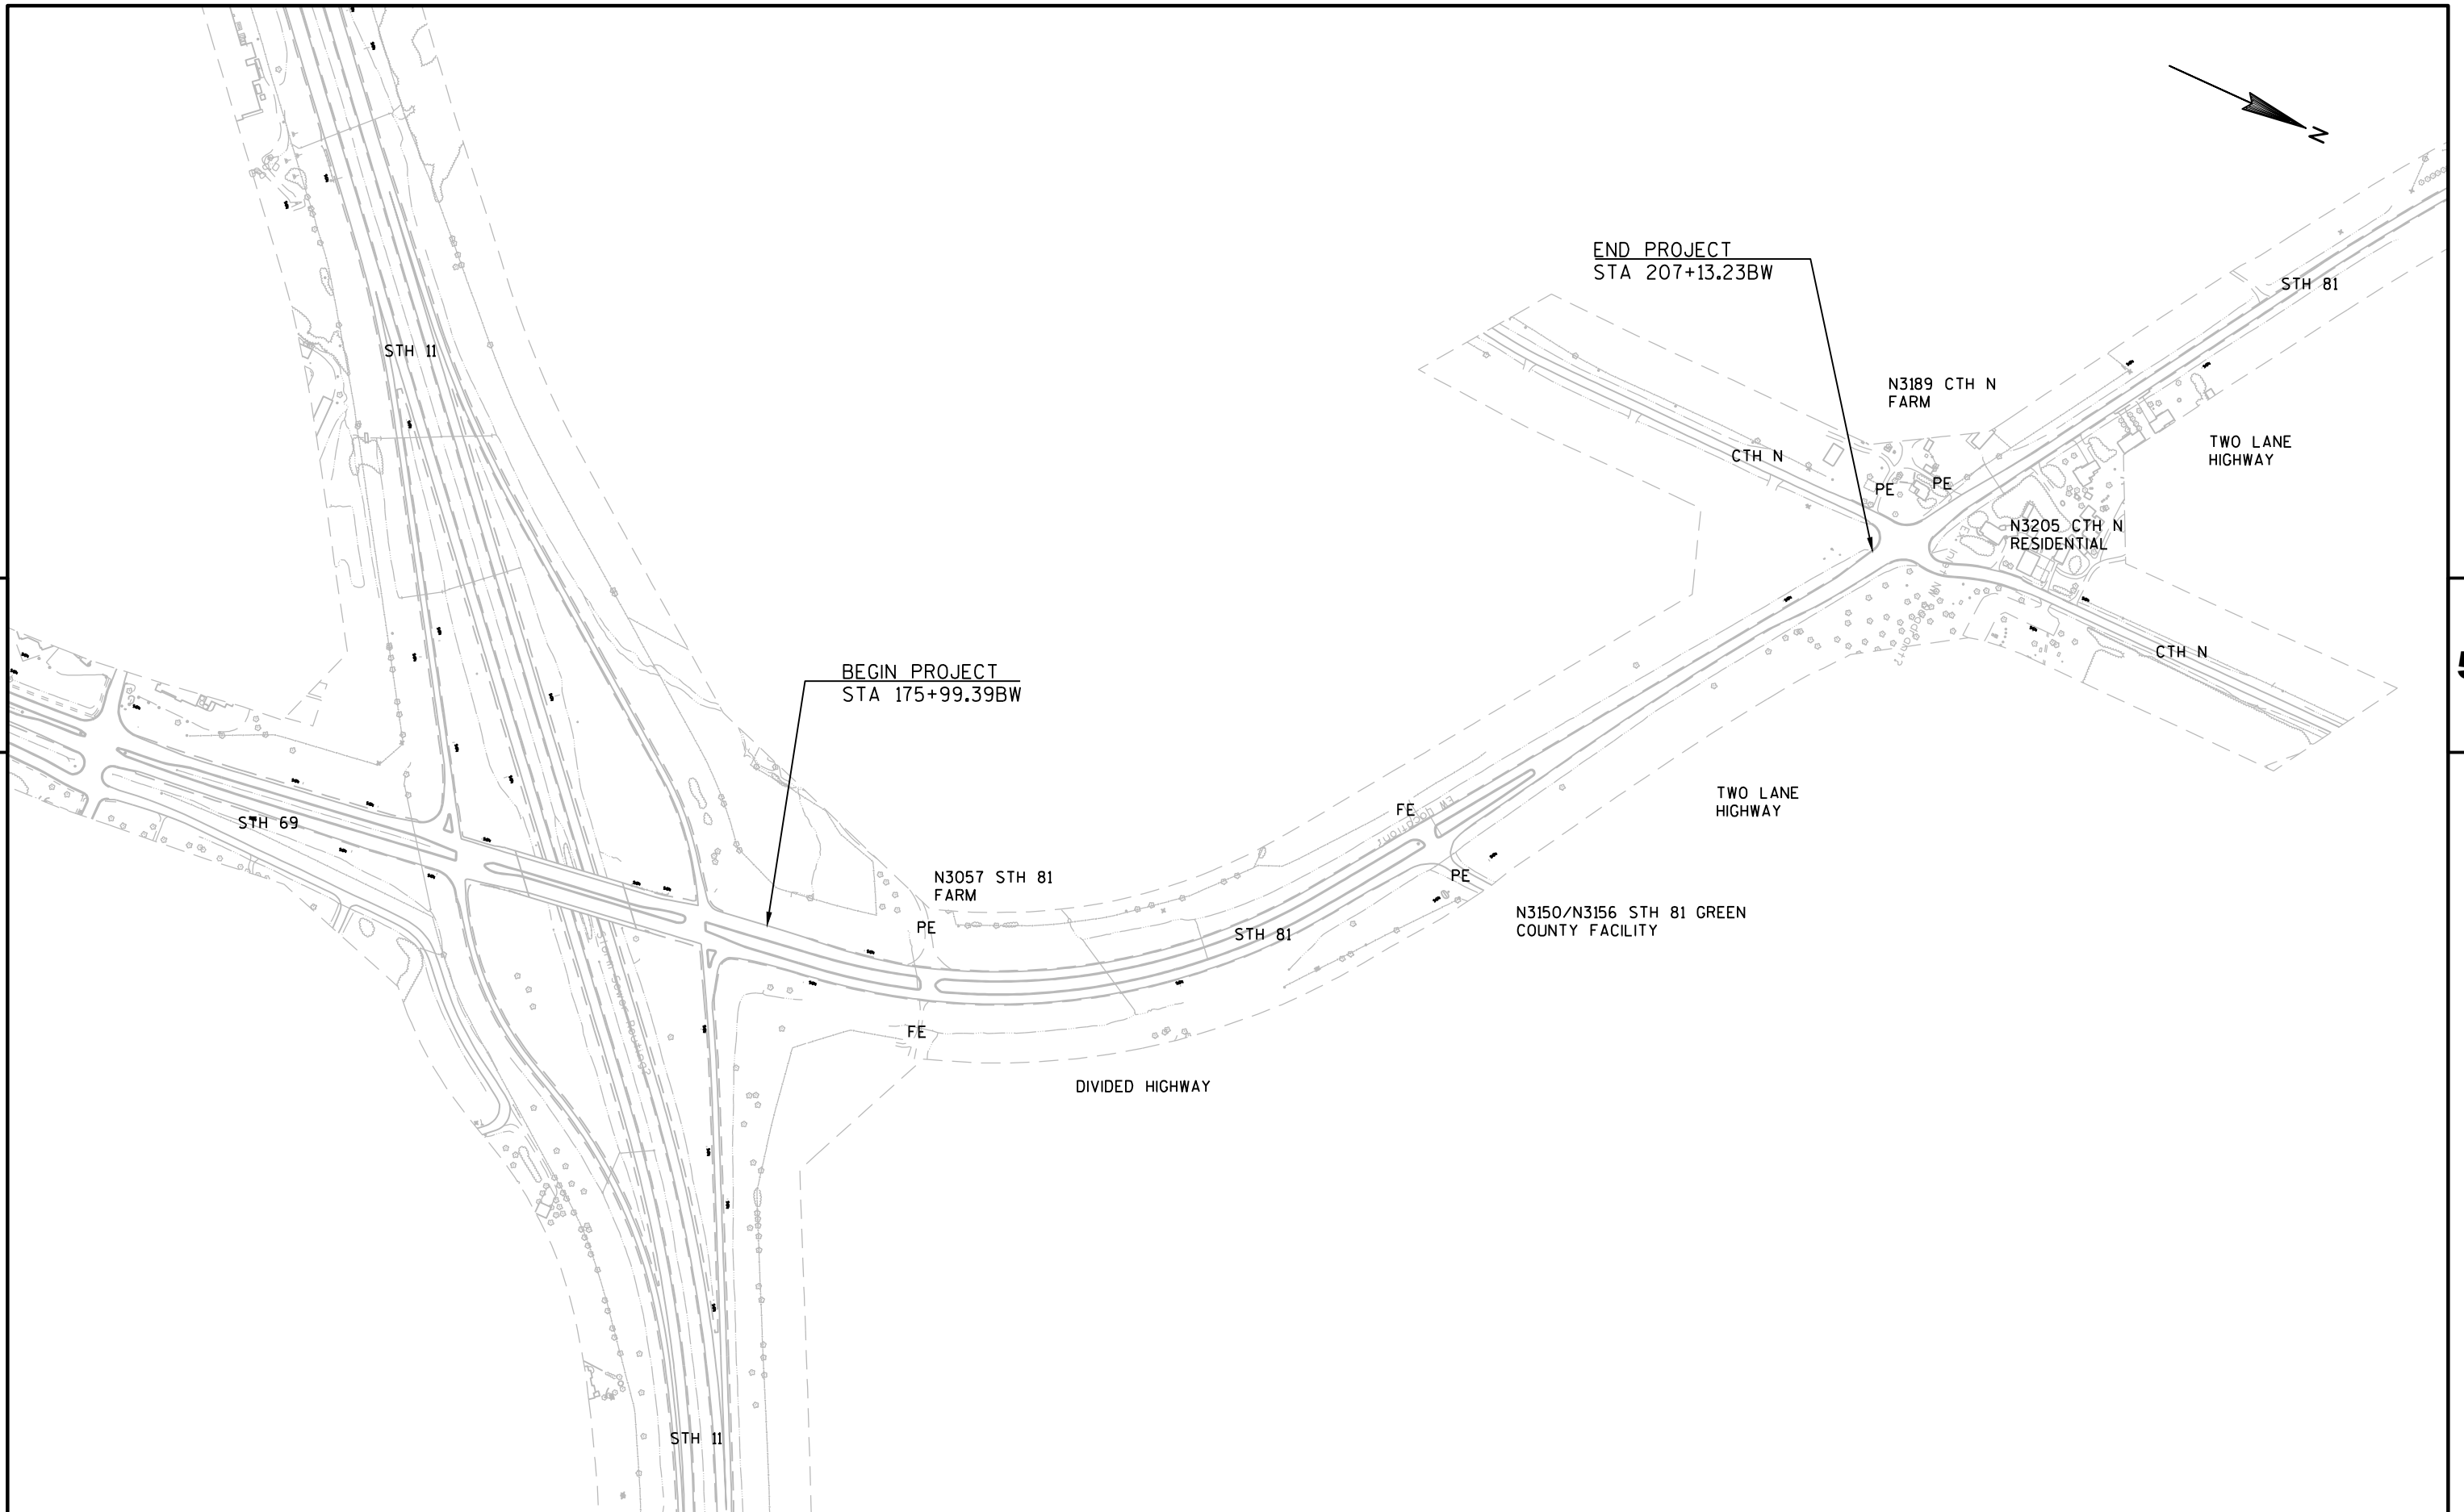 N
END PROJECT
STA 207+13.23BW
STH 81
STH 11
N3189 CTH N
FARM
TWO LANE
HIGHWAY
CTH N
PE
PE
N3205 CTH N
RESIDENTIAL
CTH N
BEGIN PROJECT
STA 175+99.39BW
5
TWO LANE
HIGHWAY
FE
STH 69
N3057 STH 81
FARM
PE
PE
N3150/N3156 STH 81 GREEN
COUNTY FACILITY
STH 81
FE
DIVIDED HIGHWAY
STH 11